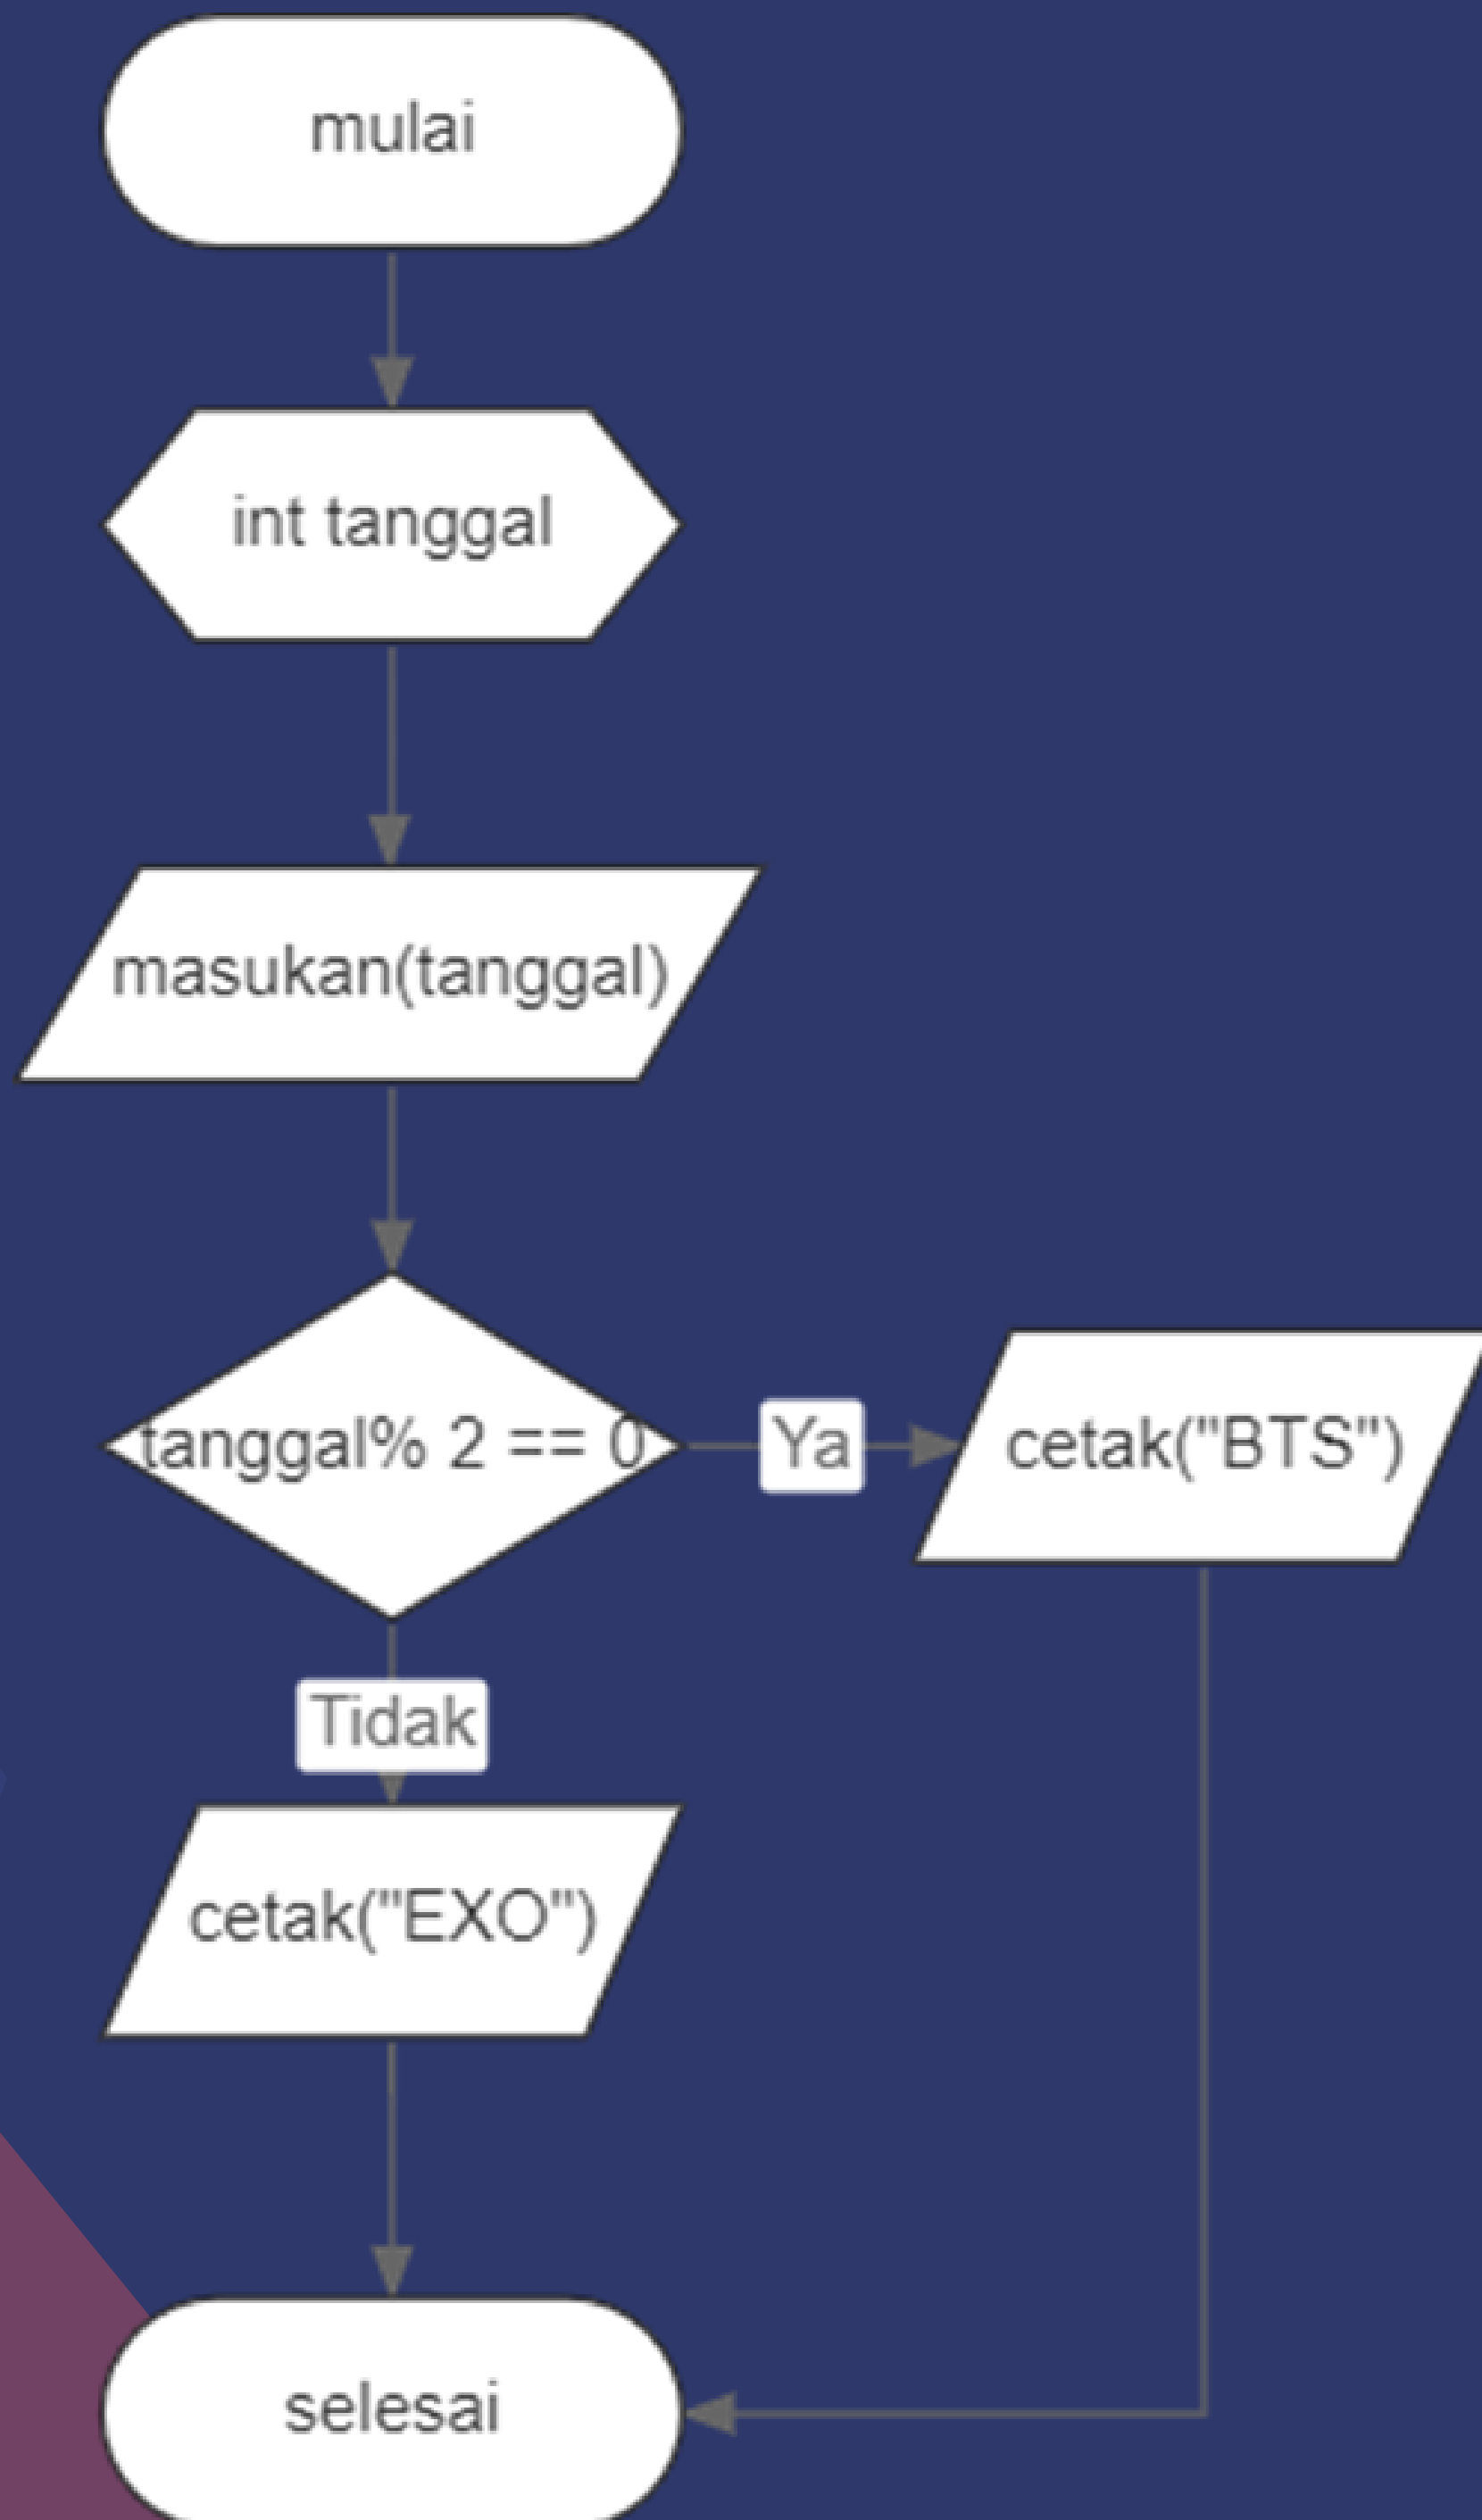 mulai
int tanggal
masukan(tanggal)
tanggal% 2 == 0
Ya
cetak("BTS")
Tidak
cetak("EXO")
selesai